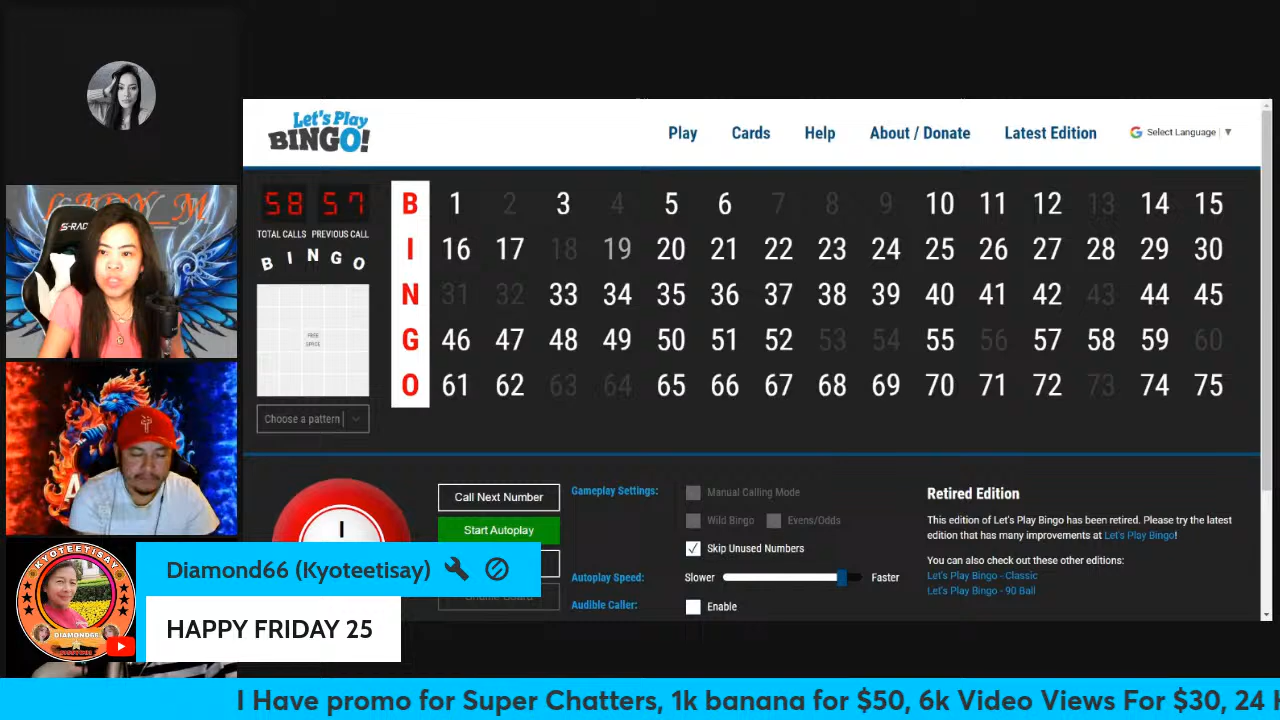 Let's Play
BINGO!
Play Cards Help About / Donate Latest Edition Select Language ▼
LADY_M
S-RAC
58 57
TOTAL CALLS PREVIOUS CALL
B I N G O
FREE
SPACE
Choose a pattern
B 1 2 3 4 5 6 7 8 9 10 11 12 13 14 15
I 16 17 18 19 20 21 22 23 24 25 26 27 28 29 30
N 31 32 33 34 35 36 37 38 39 40 41 42 43 44 45
G 46 47 48 49 50 51 52 53 54 55 56 57 58 59 60
O 61 62 63 64 65 66 67 68 69 70 71 72 73 74 75
I
Call Next Number
Start Autoplay
Gameplay Settings:
Manual Calling Mode
Wild Bingo Evens/Odds
Skip Unused Numbers
Autoplay Speed: Slower Faster
Audible Caller: Enable
Retired Edition
This edition of Let's Play Bingo has been retired. Please try the latest
edition that has many improvements at Let's Play Bingo!
You can also check out these other editions:
Let's Play Bingo - Classic
Let's Play Bingo - 90 Ball
KYOTEETISAY
DIAMOND66
Diamond66 (Kyoteetisay)
HAPPY FRIDAY 25
I Have promo for Super Chatters, 1k banana for $50, 6k Video Views For $30, 24 h